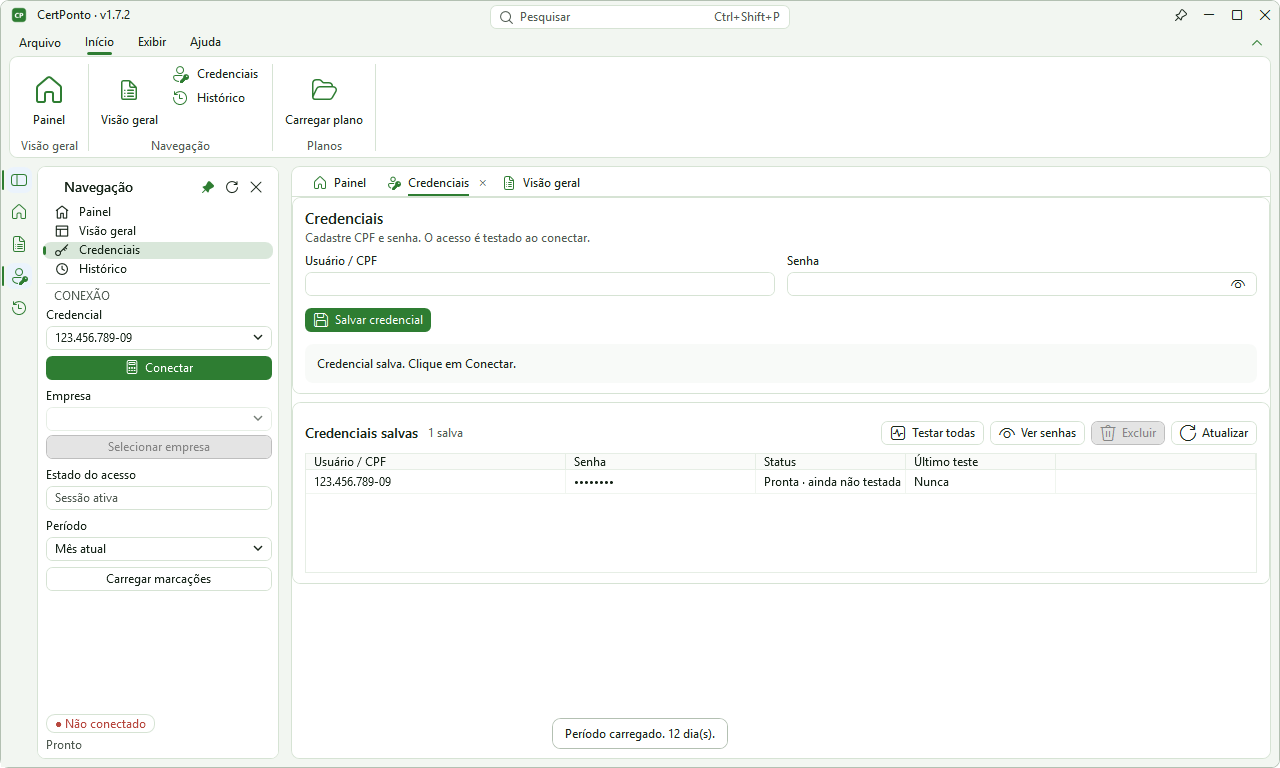 CP CertPonto · v1.7.2
Pesquisar Ctrl+Shift+P
Arquivo Início Exibir Ajuda
Painel
Visão geral
Visão geral
Credenciais
Histórico
Navegação
Carregar plano
Planos
Navegação
Painel
Visão geral
Credenciais
Histórico
CONEXÃO
Credencial
123.456.789-09
Conectar
Empresa
Selecionar empresa
Estado do acesso
Sessão ativa
Período
Mês atual
Carregar marcações
Não conectado
Pronto
Painel Credenciais Visão geral
Credenciais
Cadastre CPF e senha. O acesso é testado ao conectar.
Usuário / CPF Senha
Salvar credencial
Credencial salva. Clique em Conectar.
Credenciais salvas 1 salva
Testar todas Ver senhas Excluir Atualizar
Usuário / CPF Senha Status Último teste
123.456.789-09 •••••••• Pronta · ainda não testada Nunca
Período carregado. 12 dia(s).